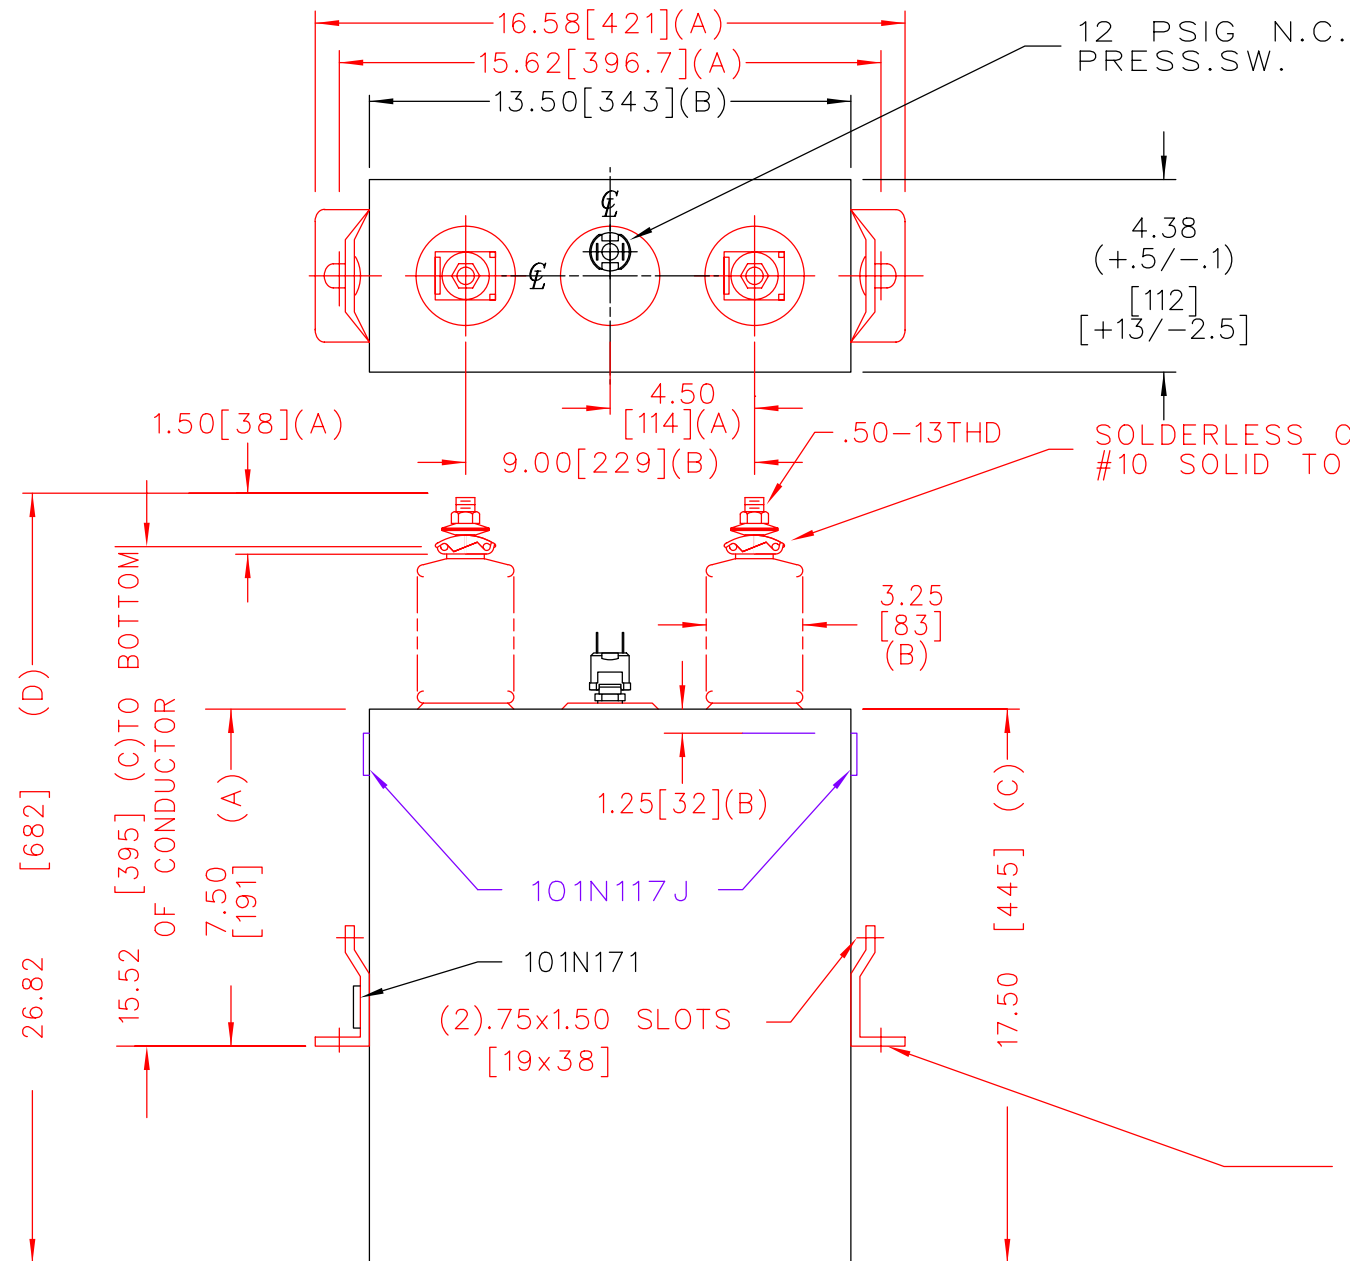 16.58[421](A)
12 PSIG N.C.
PRESS.SW.
15.62[396.7](A)
13.50[343](B)
℄
℄
4.38
(+.5/-.1)
[112]
[+13/-2.5]
4.50
[114](A)
9.00[229](B)
1.50[38](A)
.50-13THD
SOLDERLESS
#10 SOLID TO
3.25
[83]
(B)
26.82 [682] (D)
15.52 [395] (C)TO BOTTOM
OF CONDUCTOR
7.50 (A)
[191]
1.25[32](B)
17.50 [445] (C)
101N117J
101N171
(2).75x1.50 SLOTS
[19x38]